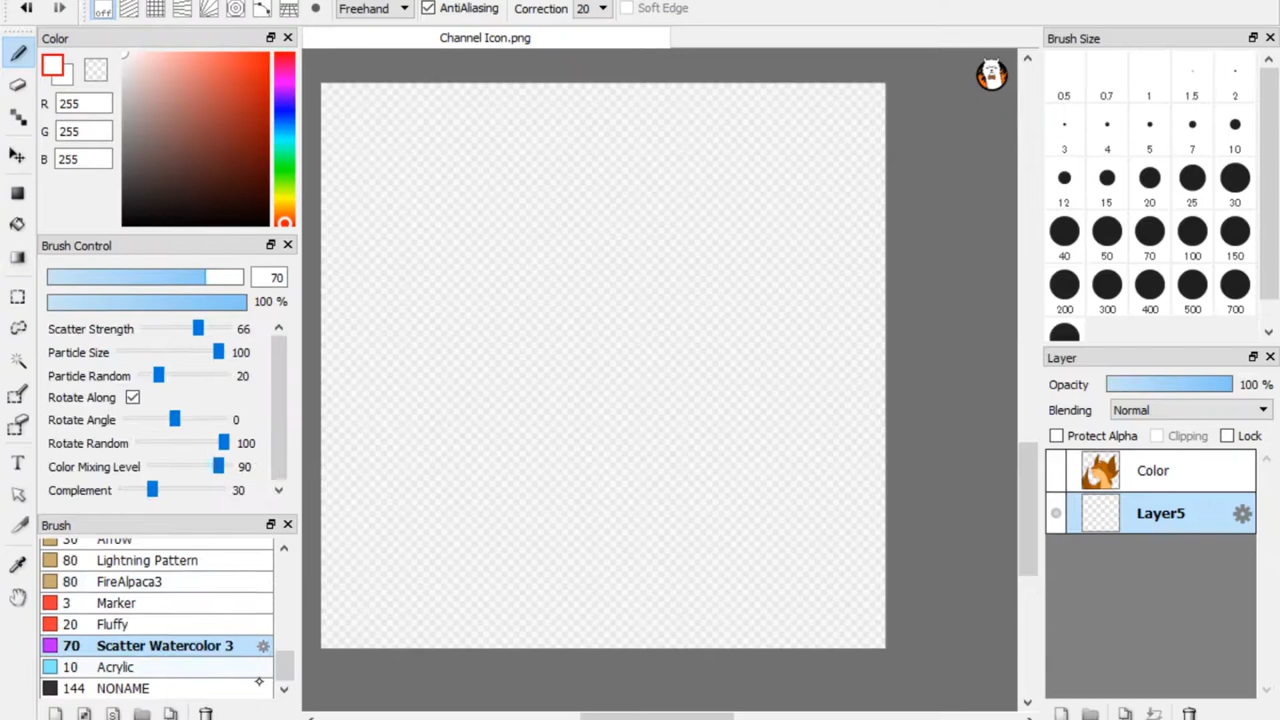 off
Freehand
AntiAliasing
Correction
20
Soft Edge
Color
Channel Icon.png
Brush Size
R 255
G 255
B 255
0.5 0.7 1 1.5 2
3 4 5 7 10
12 15 20 25 30
40 50 70 100 150
200 300 400 500 700
Brush Control
70
100 %
Scatter Strength 66
Particle Size 100
Particle Random 20
Rotate Along
Rotate Angle 0
Rotate Random 100
Color Mixing Level 90
Complement 30
Layer
Opacity 100 %
Blending Normal
Protect Alpha Clipping Lock
Color
Layer5
Brush
30 Arrow
80 Lightning Pattern
80 FireAlpaca3
3 Marker
20 Fluffy
70 Scatter Watercolor 3
10 Acrylic
144 NONAME